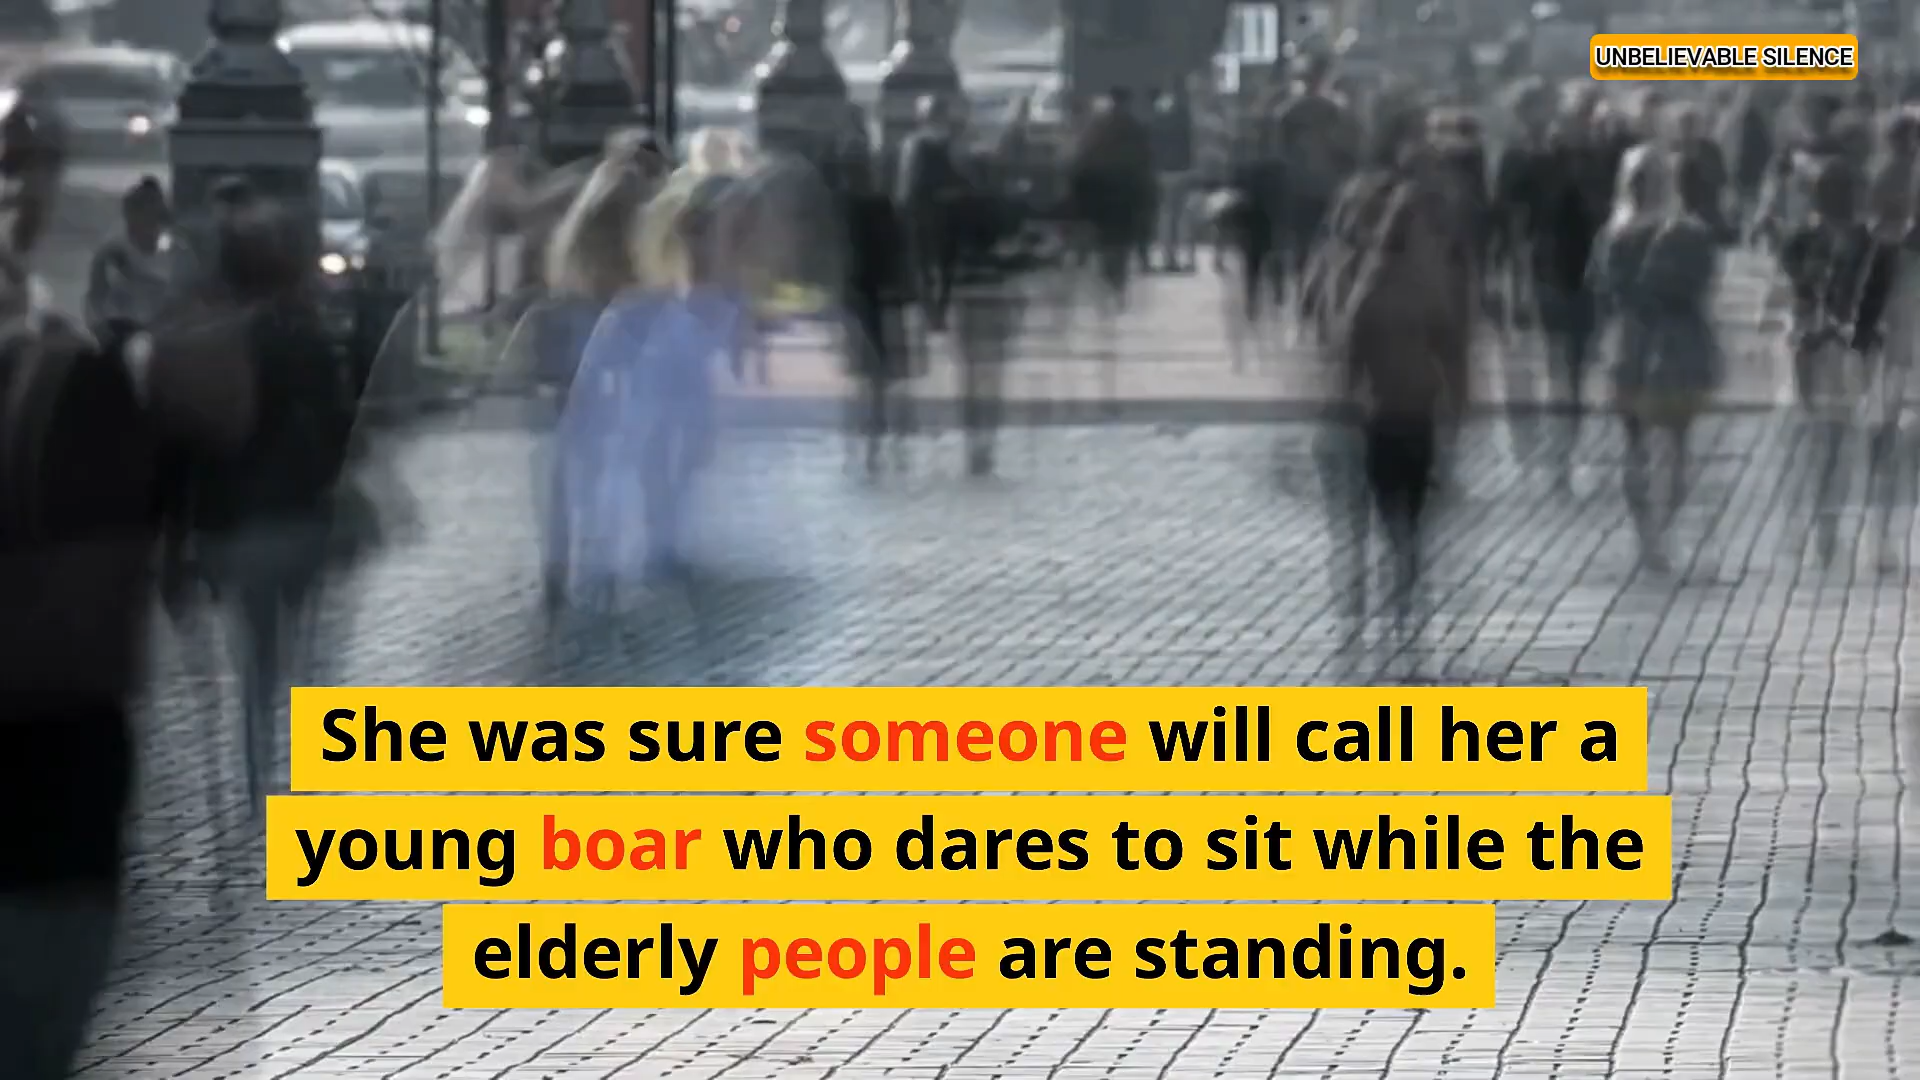 UNBELIEVABLE SILENCE
She was sure someone will call her a
young boar who dares to sit while the
elderly people are standing.